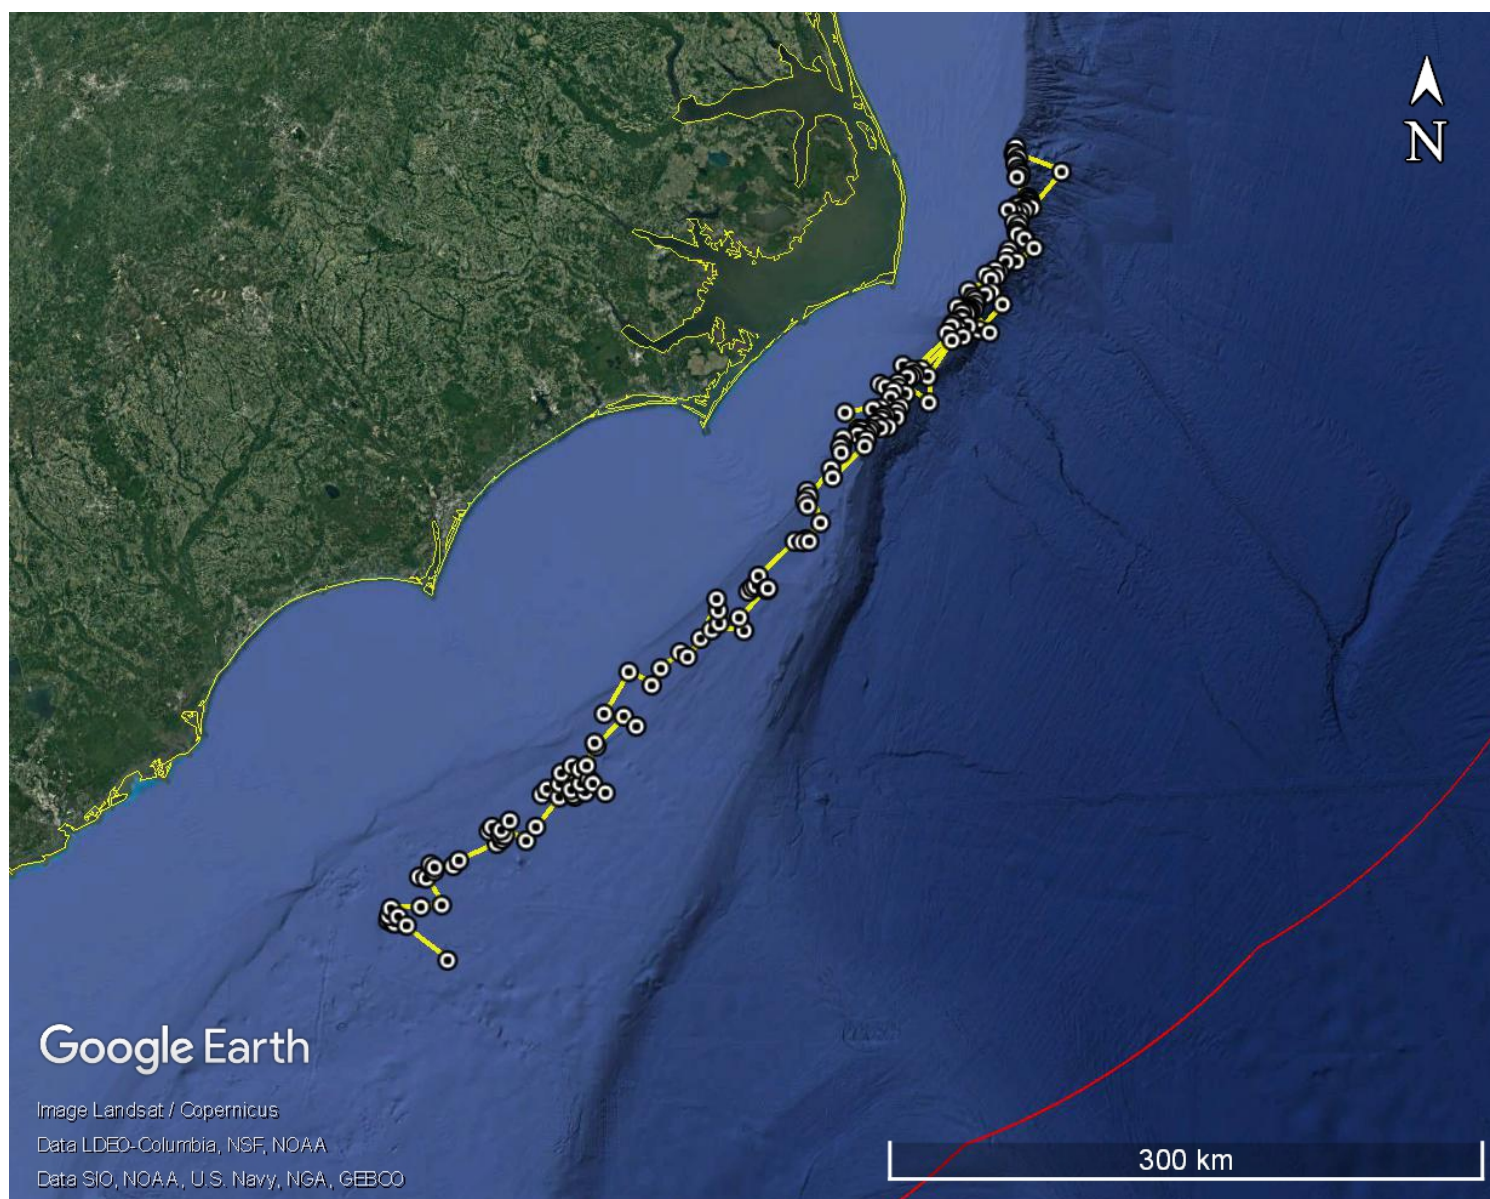 N
Google Earth
Image Landsat / Copernicus
Data LDEO-Columbia, NSF, NOAA
Data SIO, NOAA, U.S. Navy, NGA, GEBCO
300 km